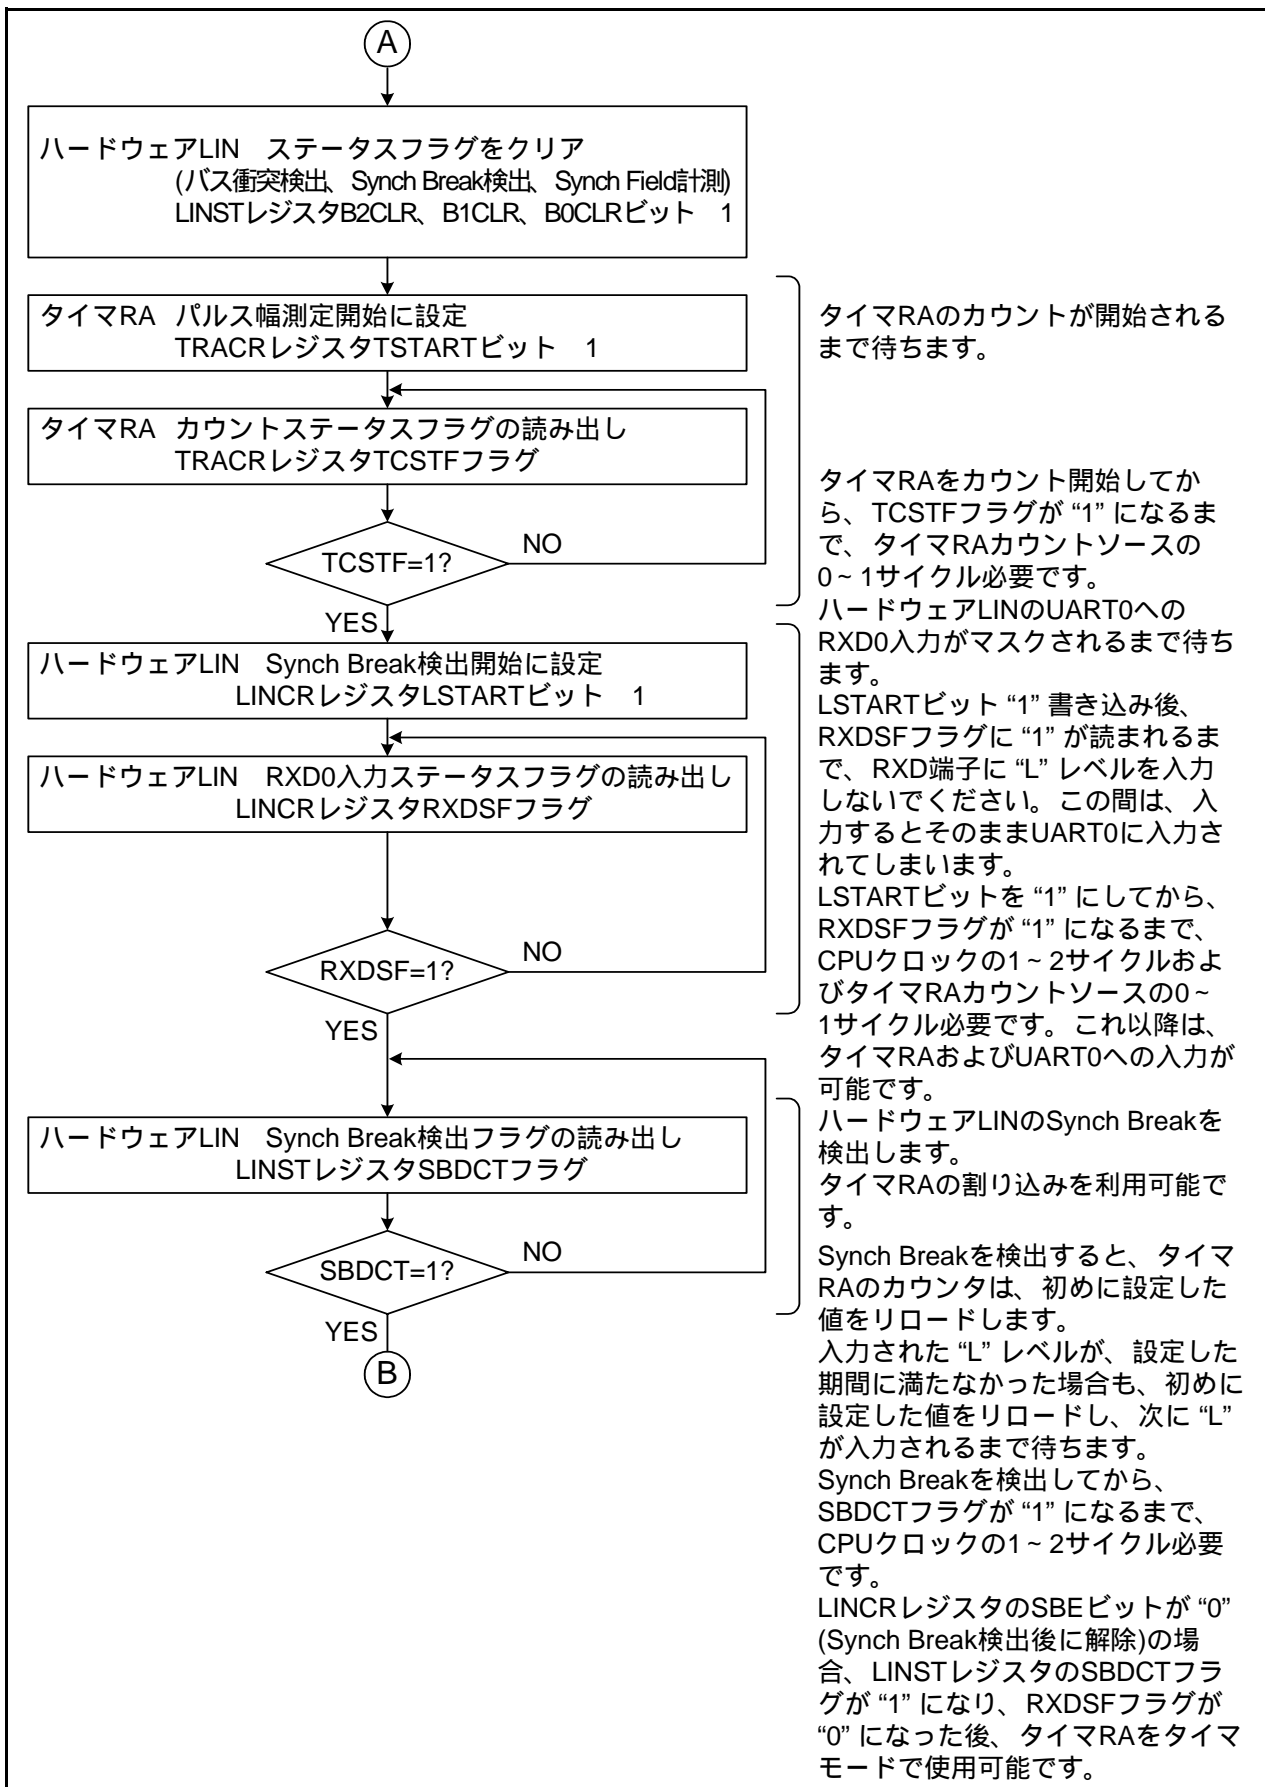 A
ハードウェアLIN　ステータスフラグをクリア
(バス衝突検出、Synch Break検出、Synch Field計測)
LINSTレジスタB2CLR、B1CLR、B0CLRビット　1
タイマRA パルス幅測定開始に設定
TRACRレジスタTSTARTビット　1
タイマRA カウントステータスフラグの読み出し
TRACRレジスタTCSTFフラグ
TCSTF=1?
NO
YES
ハードウェアLIN　Synch Break検出開始に設定
LINCRレジスタLSTARTビット　1
ハードウェアLIN　RXD0入力ステータスフラグの読み出し
LINCRレジスタRXDSFフラグ
RXDSF=1?
NO
YES
ハードウェアLIN　Synch Break検出フラグの読み出し
LINSTレジスタSBDCTフラグ
SBDCT=1?
NO
YES
B
タイマRAのカウントが開始される
まで待ちます。
タイマRAをカウント開始してか
ら、TCSTFフラグが “1” になるま
で、タイマRAカウントソースの
0~1サイクル必要です。
ハードウェアLINのUART0への
RXD0入力がマスクされるまで待ち
ます。
LSTARTビット “1” 書き込み後、
RXDSFフラグに “1” が読まれるま
で、RXD端子に “L” レベルを入力
しないでください。この間は、入
力するとそのままUART0に入力さ
れてしまいます。
LSTARTビットを “1” にしてから、
RXDSFフラグが “1” になるまで、
CPUクロックの1~2サイクルおよ
びタイマRAカウントソースの0~
1サイクル必要です。これ以降は、
タイマRAおよびUART0への入力が
可能です。
ハードウェアLINのSynch Breakを
検出します。
タイマRAの割り込みを利用可能で
す。
Synch Breakを検出すると、タイマ
RAのカウンタは、初めに設定した
値をリロードします。
入力された “L” レベルが、設定した
期間に満たなかった場合も、初めに
設定した値をリロードし、次に “L”
が入力されるまで待ちます。
Synch Breakを検出してから、
SBDCTフラグが “1” になるまで、
CPUクロックの1~2サイクル必要
です。
LINCRレジスタのSBEビットが “0”
(Synch Break検出後に解除)の場
合、LINSTレジスタのSBDCTフラ
グが “1” になり、RXDSFフラグが
“0” になった後、タイマRAをタイマ
モードで使用可能です。